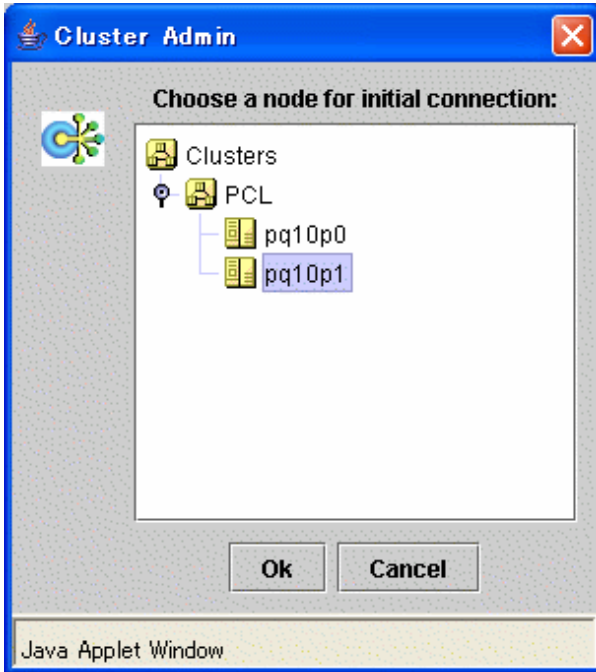 Cluster Admin
Choose a node for initial connection:
Clusters
PCL
pq10p0
pq10p1
Ok Cancel
Java Applet Window